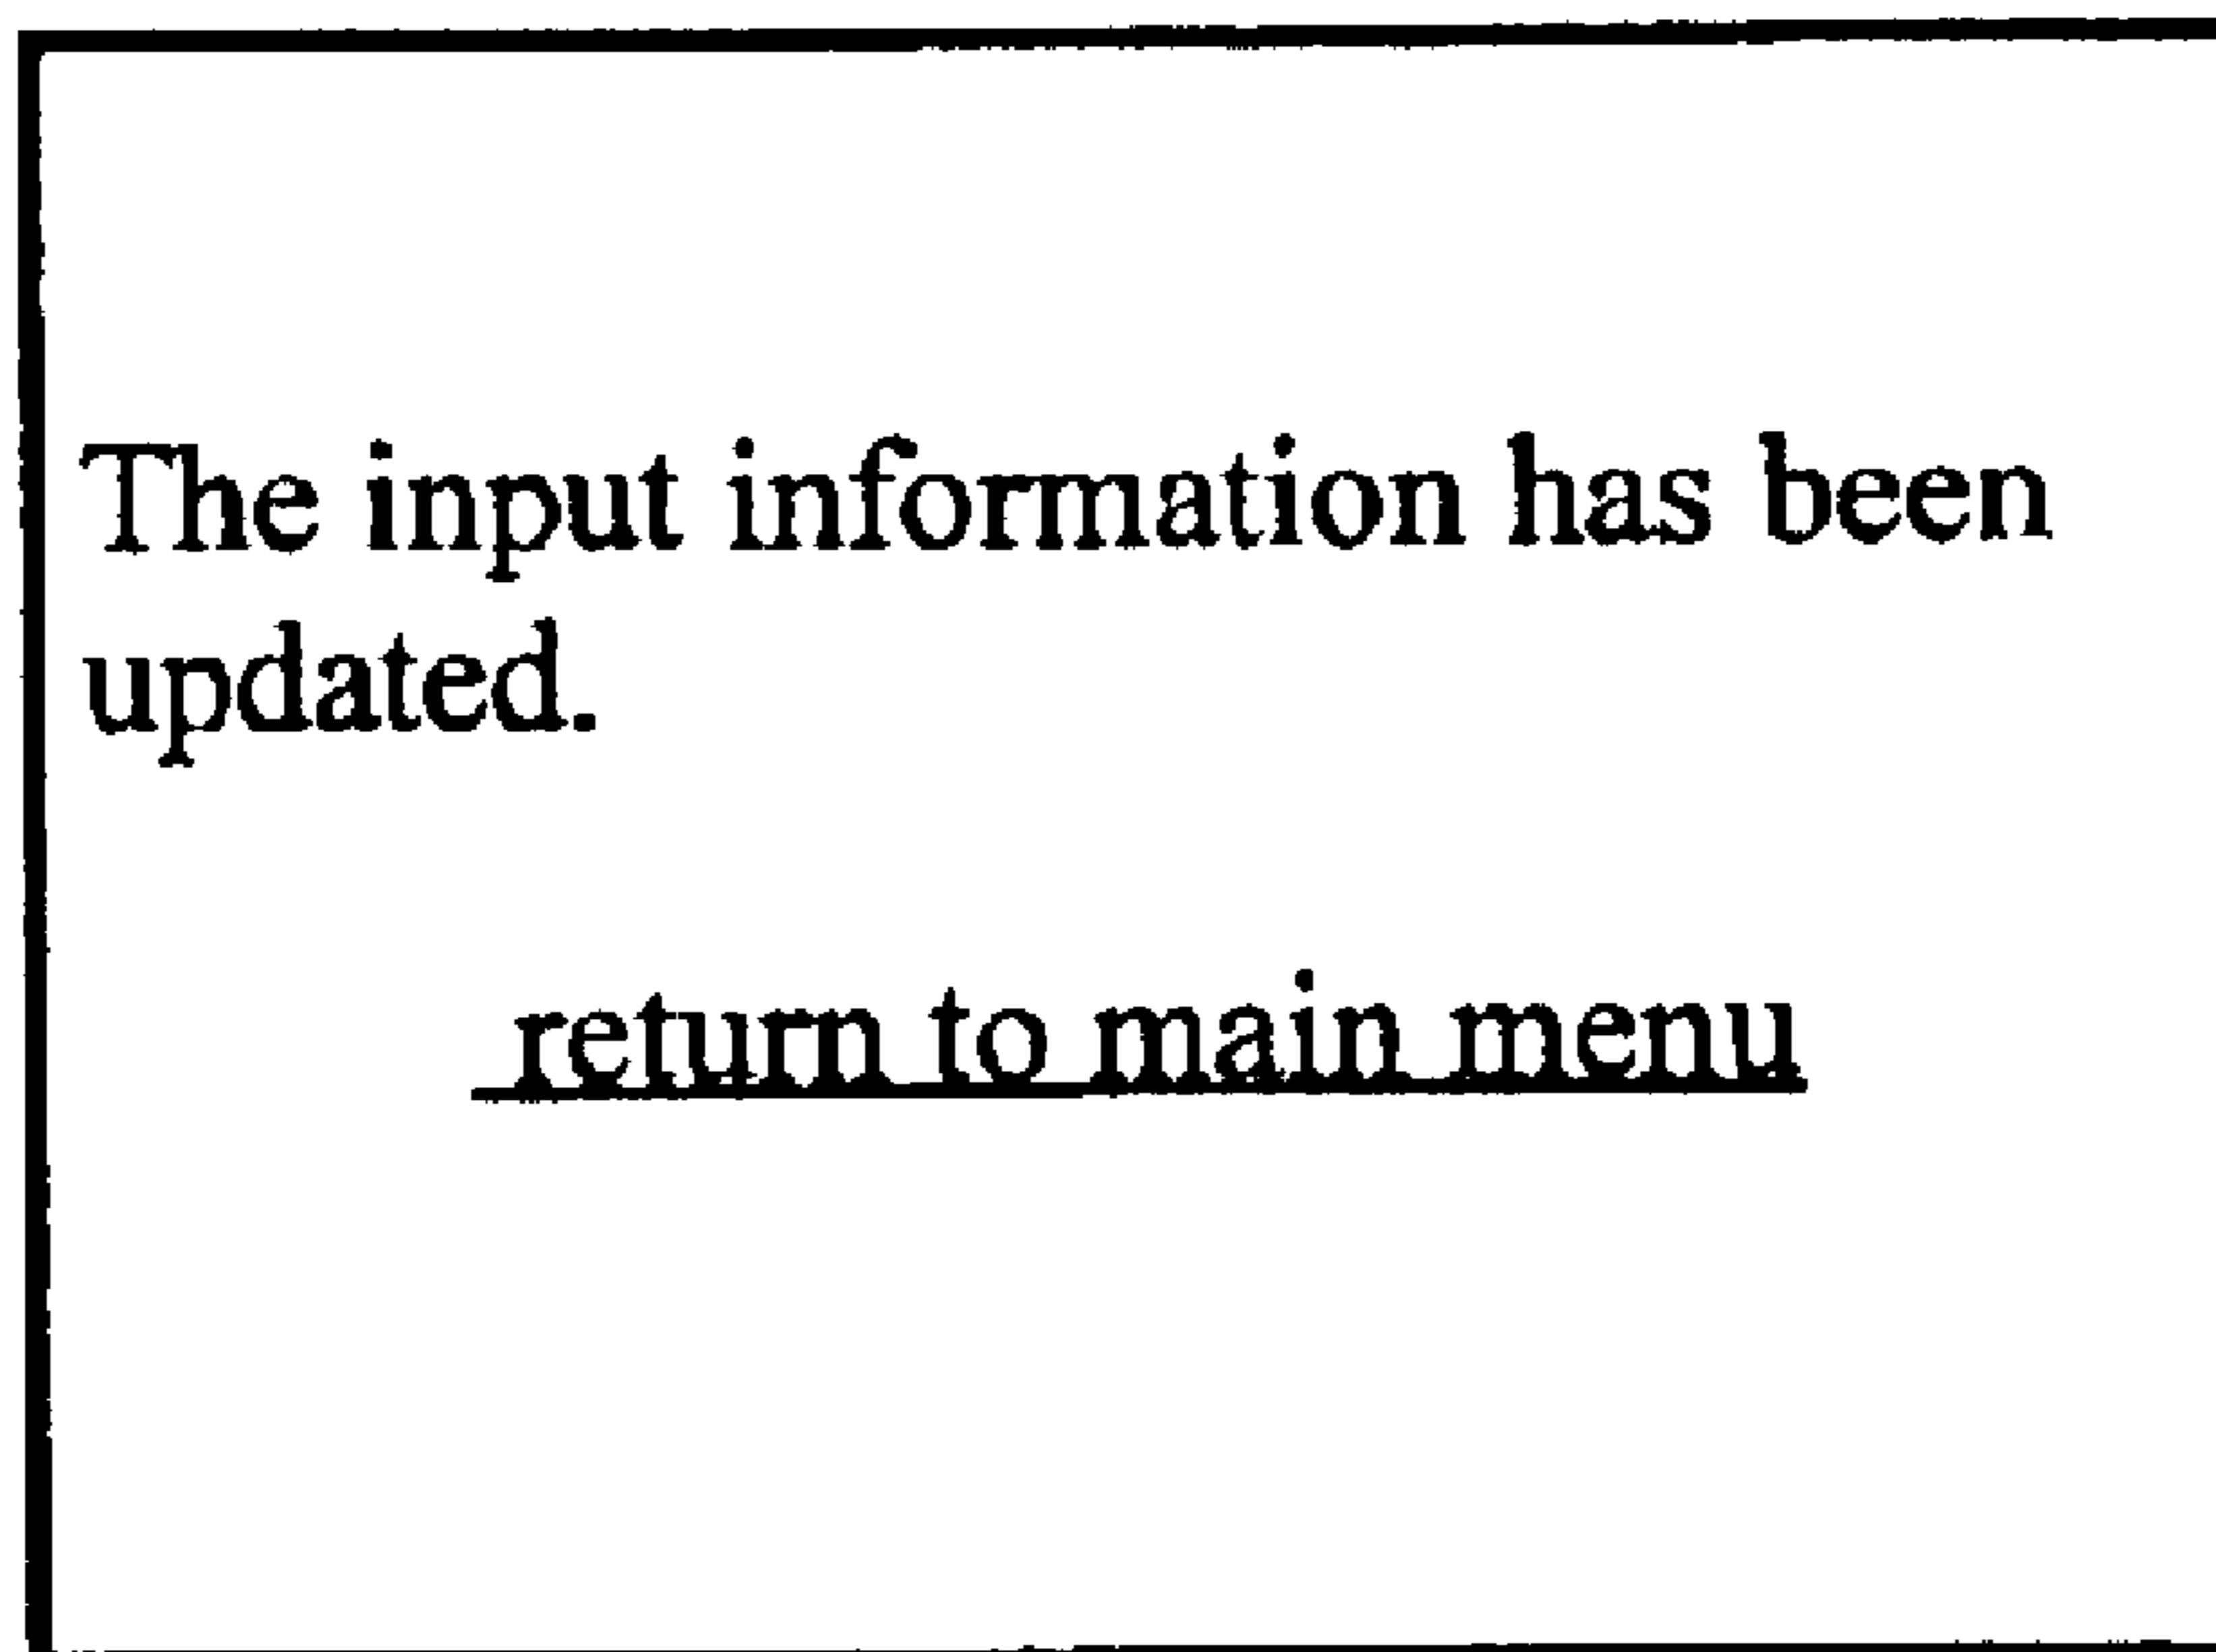 The input information has been
updated.
return to main menu